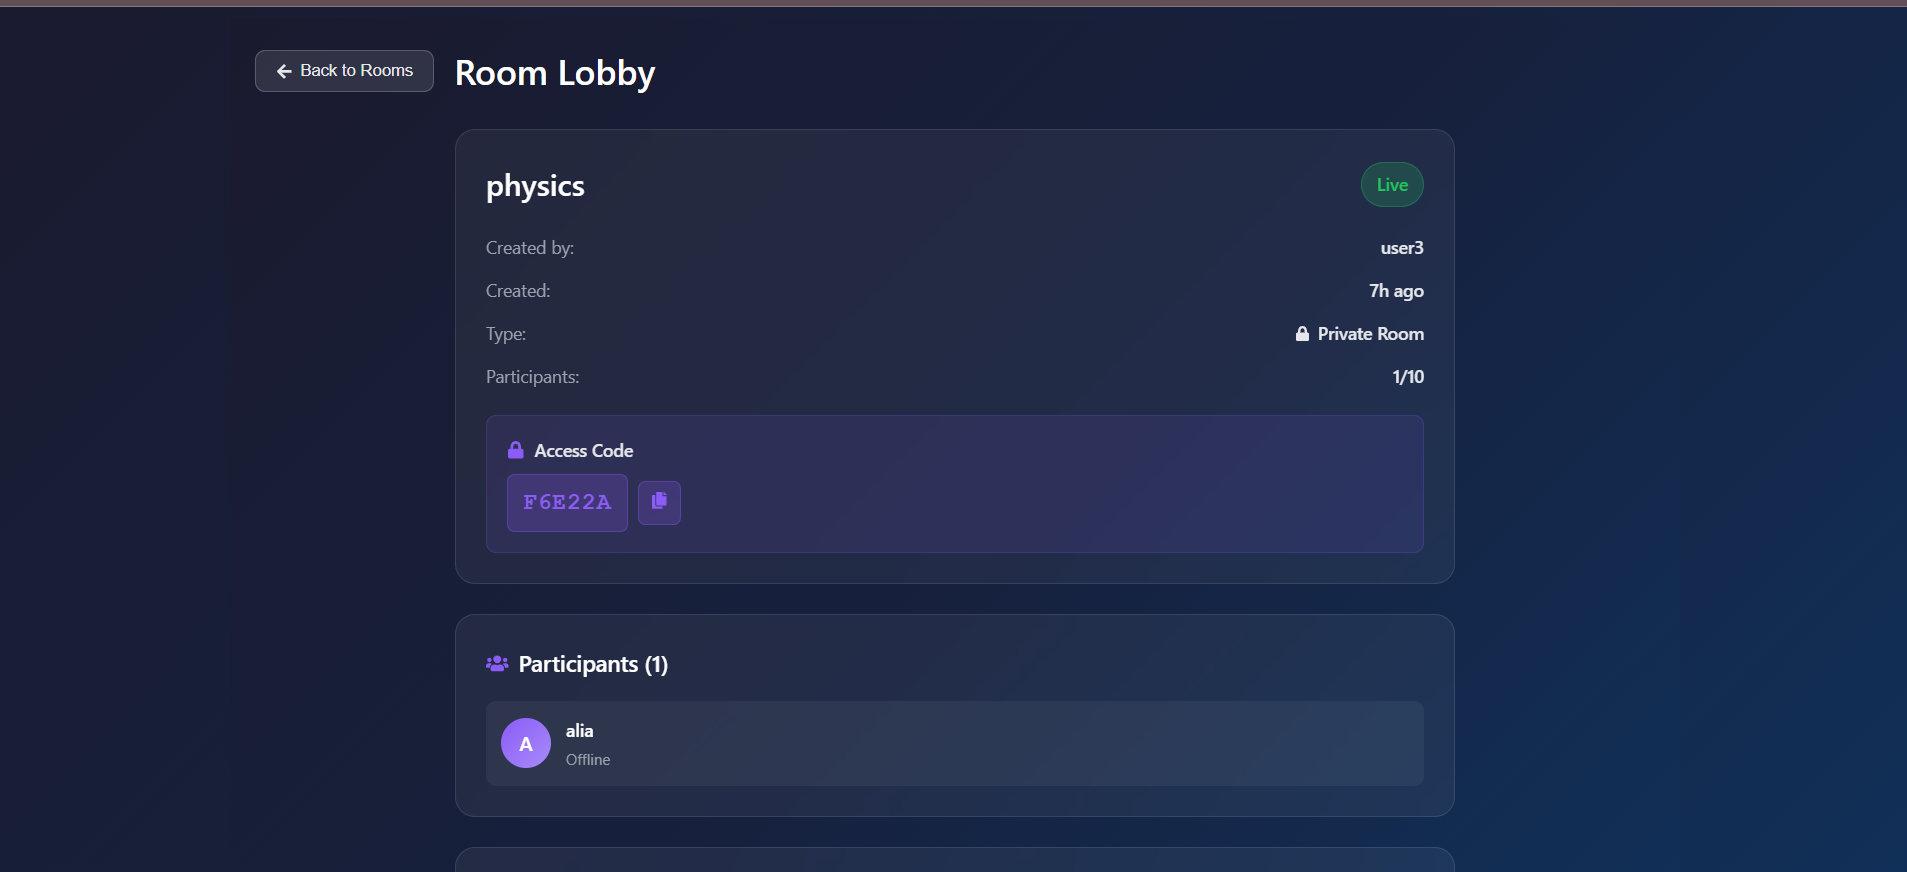 Back to Rooms
Room Lobby
physics
Live
Created by:
user3
Created:
7h ago
Type:
Private Room
Participants:
1/10
Access Code
F6E22A
Participants (1)
A
alia
Offline